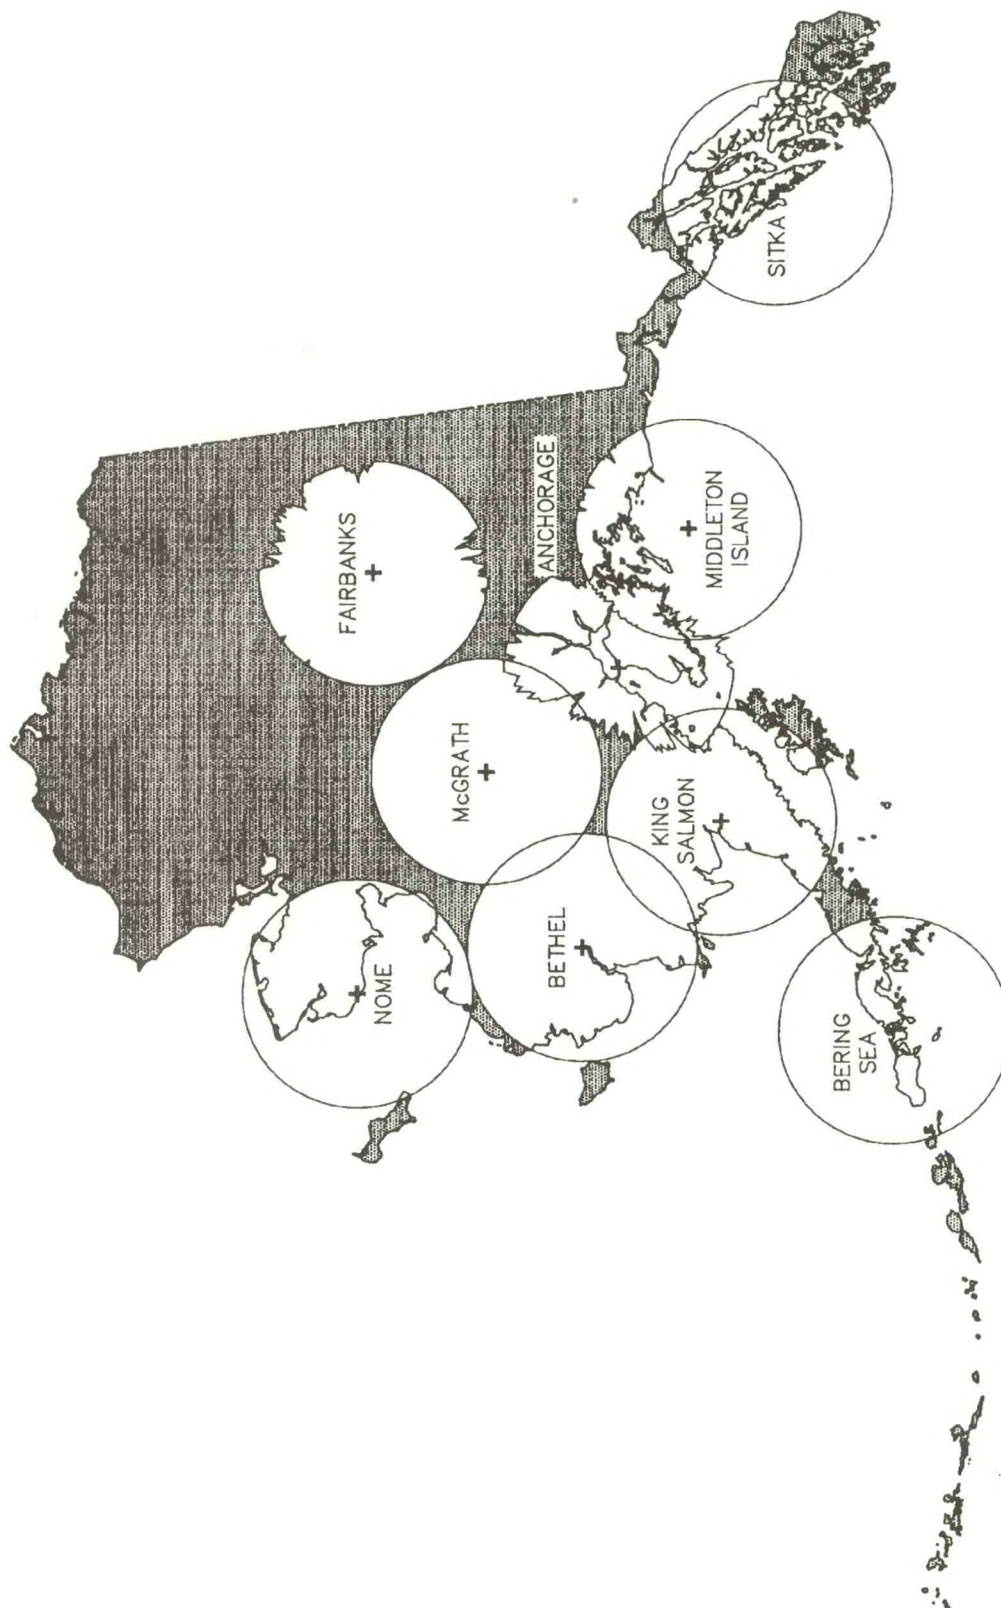 FAIRBANKS
ANCHORAGE
McGRATH
NOME
BETHEL
KING
SALMON
MIDDLETON
ISLAND
SITKA
BERING
SEA